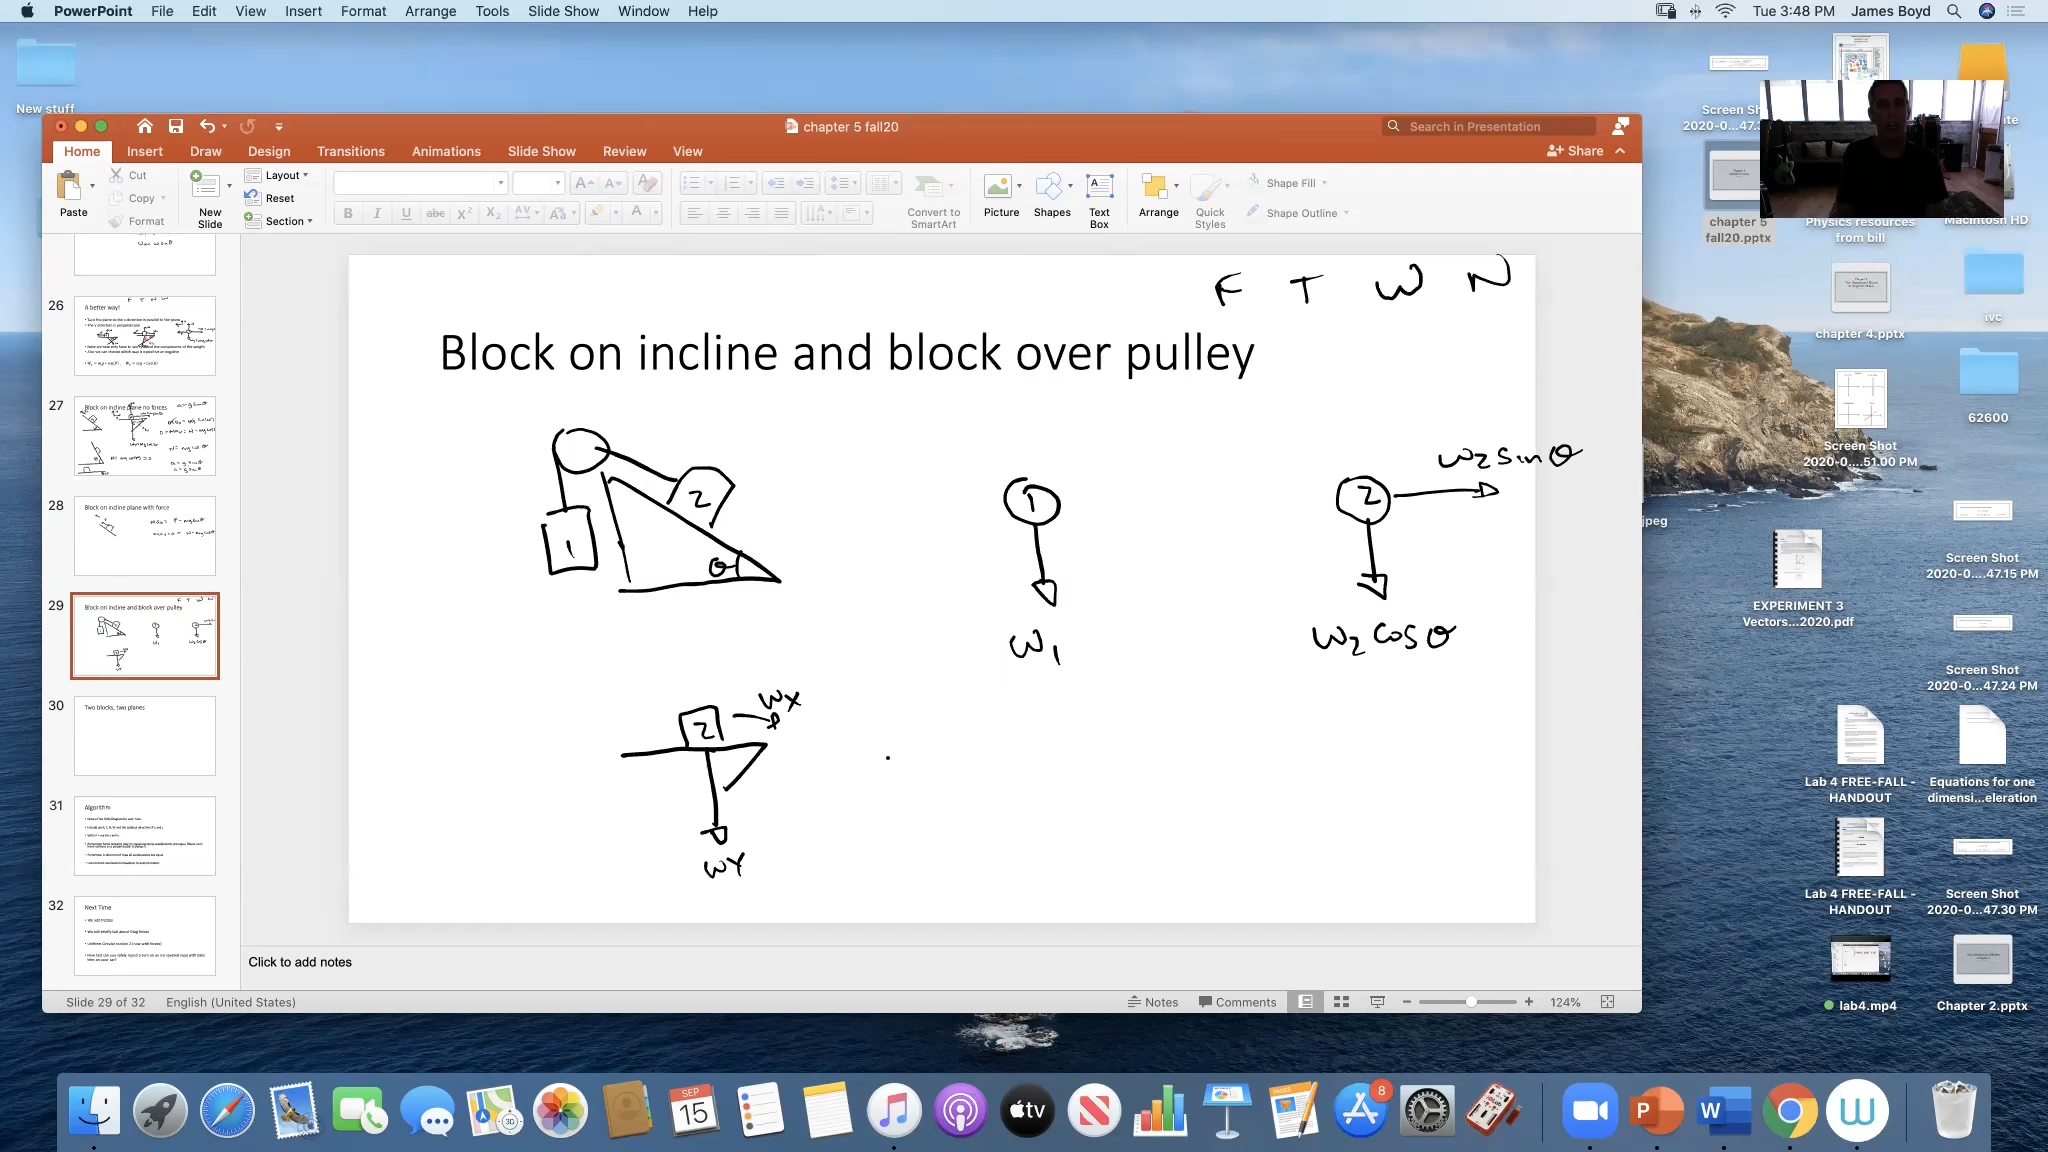 PowerPoint File Edit View Insert Format Arrange Tools Slide Show Window Help
Tue 3:48 PM James Boyd
New stuff
chapter 5 fall20
Search in Presentation
Home Insert Draw Design Transitions Animations Slide Show Review View
Share
Paste
Cut
Copy
Format
New Slide
Layout
Reset
Section
Convert to SmartArt
Picture
Shapes
Text Box
Arrange
Quick Styles
Shape Fill
Shape Outline
26
A better way!
27
Block on incline plane no forces
28
Block on incline plane with force
29
Block on incline and block over pulley
30
Two blocks, two planes
31
Algorithm
32
Next Time
F T W N
Block on incline and block over pulley
1
2
θ
1
W1
2
W2 sin θ
W2 cos θ
2
Wx
WY
Click to add notes
Slide 29 of 32 English (United States)
Notes Comments 124%
Screen Sh
2020-0...47.3
chapter 5
fall20.pptx
Physics resources
from bill
Macintosh HD
chapter 4.pptx
ivc
Screen Shot
2020-0....51.00 PM
62600
jpeg
EXPERIMENT 3
Vectors...2020.pdf
Screen Shot
2020-0....47.15 PM
Screen Shot
2020-0...47.24 PM
Lab 4 FREE-FALL -
HANDOUT
Equations for one
dimensi...eleration
Lab 4 FREE-FALL -
HANDOUT
Screen Shot
2020-0...47.30 PM
lab4.mp4
Chapter 2.pptx
SEP
15
tv
8